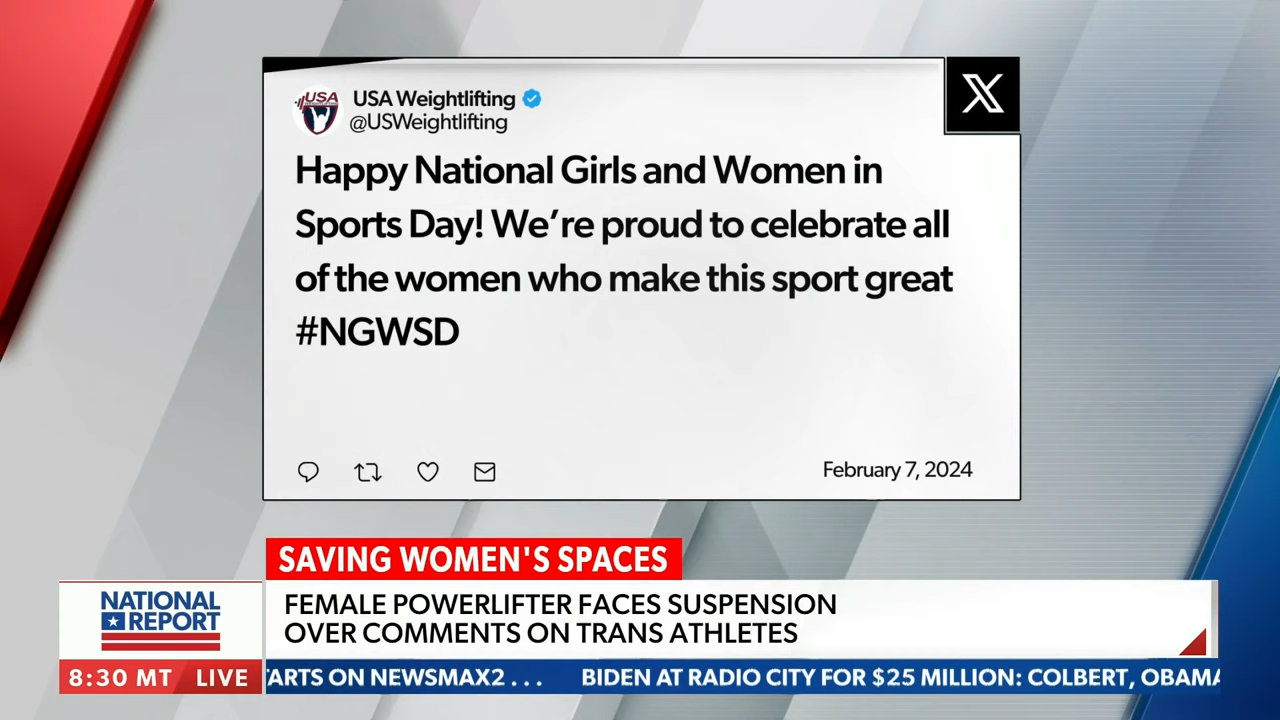 USA Weightlifting
@USWeightlifting
Happy National Girls and Women in
Sports Day! We're proud to celebrate all
of the women who make this sport great
#NGWSD
February 7, 2024
SAVING WOMEN'S SPACES
FEMALE POWERLIFTER FACES SUSPENSION
OVER COMMENTS ON TRANS ATHLETES
NATIONAL
REPORT
8:30 MT LIVE
ARTS ON NEWSMAX2 . . . BIDEN AT RADIO CITY FOR $25 MILLION: COLBERT, OBAMA